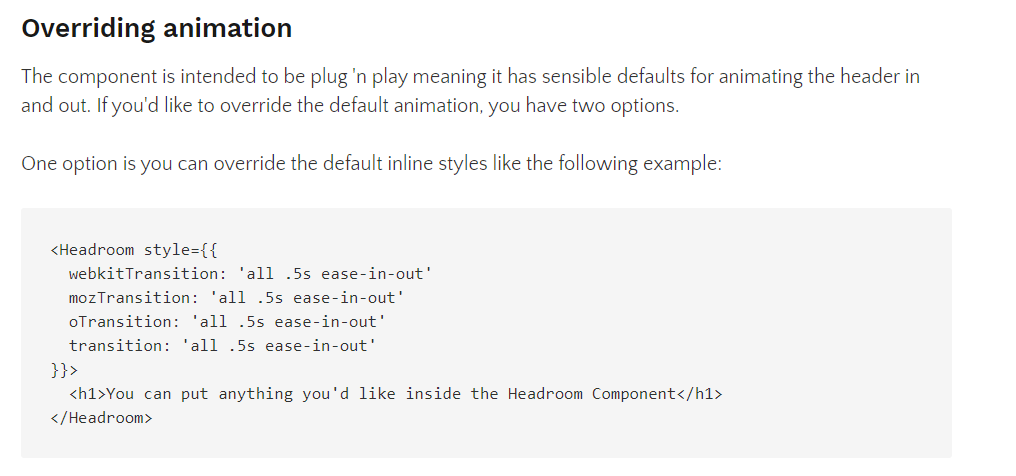 Overriding animation
The component is intended to be plug 'n play meaning it has sensible defaults for animating the header in
and out. If you'd like to override the default animation, you have two options.
One option is you can override the default inline styles like the following example:
<Headroom style={{
  webkitTransition: 'all .5s ease-in-out'
  mozTransition: 'all .5s ease-in-out'
  oTransition: 'all .5s ease-in-out'
  transition: 'all .5s ease-in-out'
}}>
  <h1>You can put anything you'd like inside the Headroom Component</h1>
</Headroom>